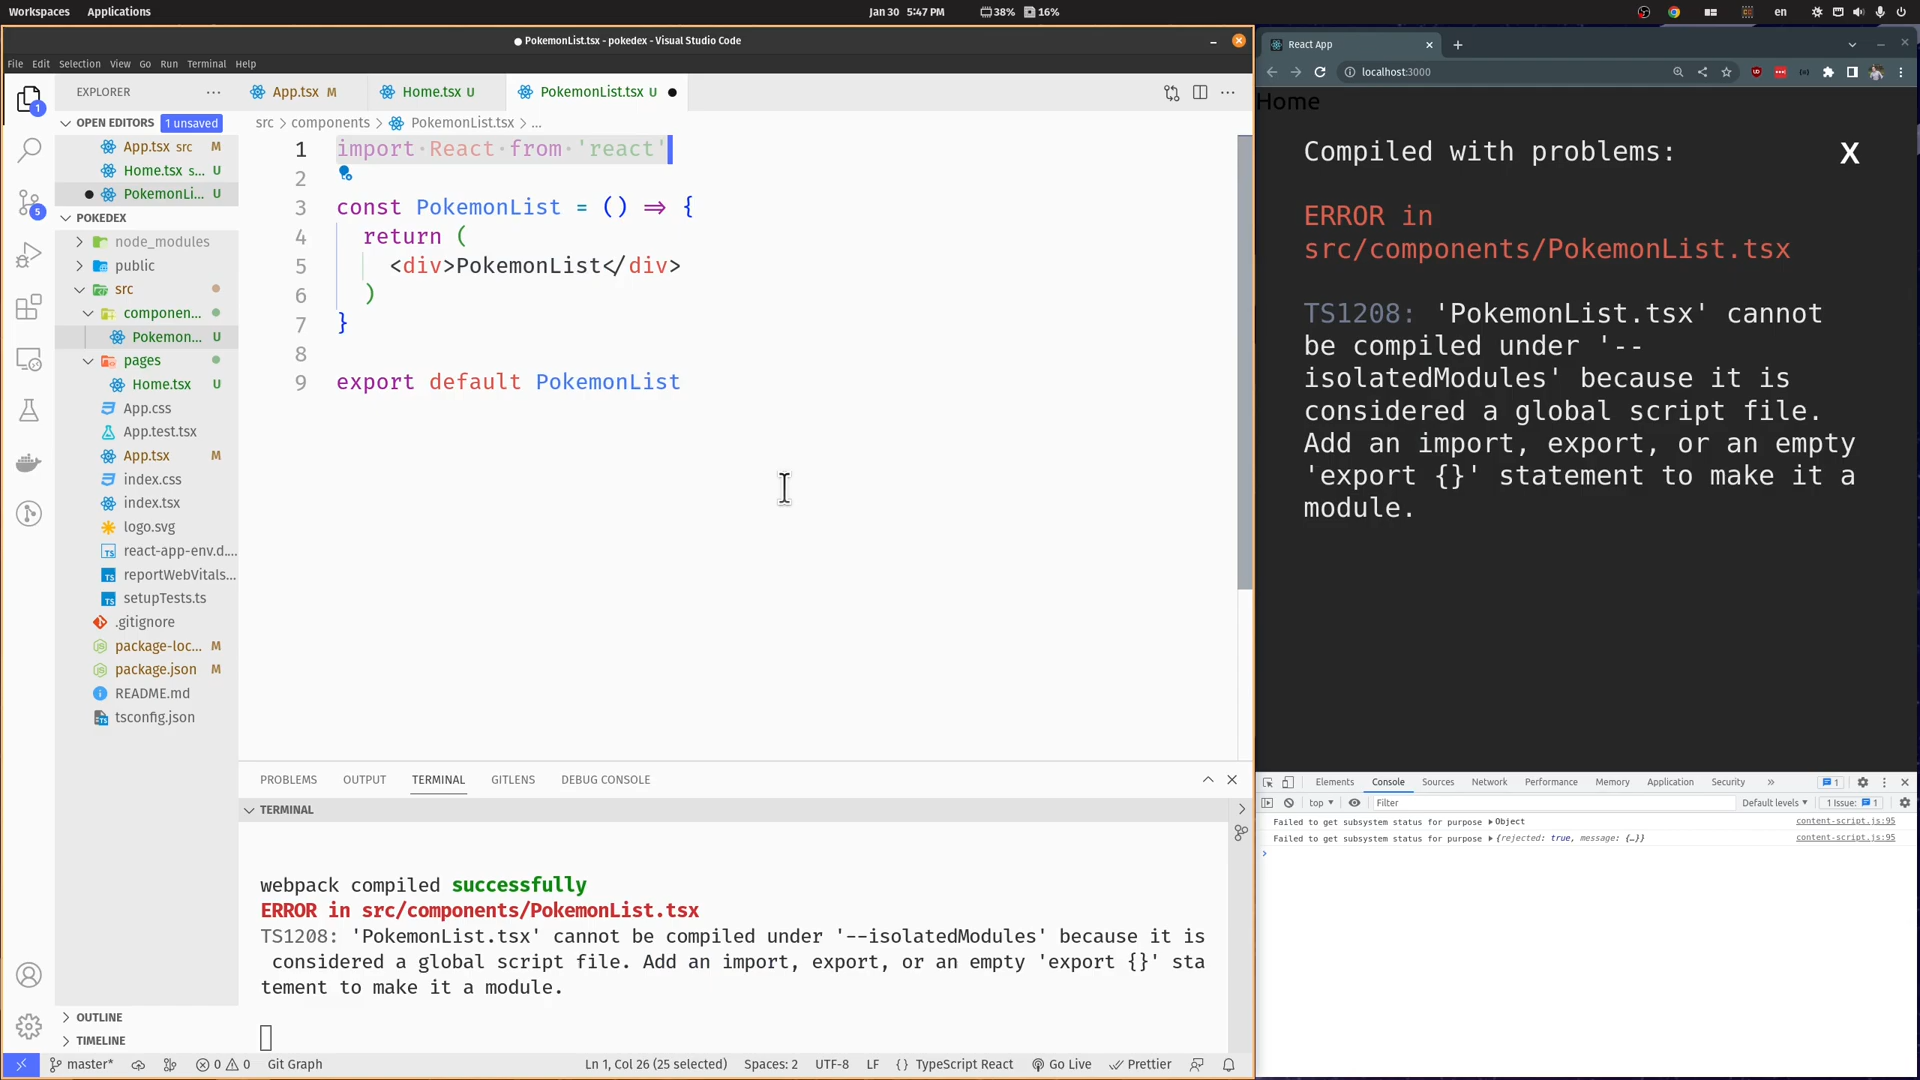 Workspaces Applications Jan 30 5:47 PM 38% 16% en
PokemonList.tsx - pokedex - Visual Studio Code
File Edit Selection View Go Run Terminal Help
EXPLORER
App.tsx M Home.tsx U PokemonList.tsx U
OPEN EDITORS 1 unsaved
src > components > PokemonList.tsx > ...
App.tsx src M
Home.tsx s... U
PokemonLi... U
POKEDEX
node_modules
public
src
componen...
Pokemon... U
pages
Home.tsx U
App.css
App.test.tsx
App.tsx M
index.css
index.tsx
logo.svg
react-app-env.d....
reportWebVitals...
setupTests.ts
.gitignore
package-loc... M
package.json M
README.md
tsconfig.json
OUTLINE
TIMELINE
1 import·React·from·'react'
2
3 const PokemonList = () => {
4 return (
5 <div>PokemonList</div>
6 )
7 }
8
9 export default PokemonList
PROBLEMS OUTPUT TERMINAL GITLENS DEBUG CONSOLE
TERMINAL
webpack compiled successfully
ERROR in src/components/PokemonList.tsx
TS1208: 'PokemonList.tsx' cannot be compiled under '--isolatedModules' because it is
considered a global script file. Add an import, export, or an empty 'export {}' sta
tement to make it a module.
master* 0 0 Git Graph Ln 1, Col 26 (25 selected) Spaces: 2 UTF-8 LF {} TypeScript React Go Live Prettier
React App
localhost:3000
Home
Compiled with problems: X
ERROR in
src/components/PokemonList.tsx
TS1208: 'PokemonList.tsx' cannot
be compiled under '--
isolatedModules' because it is
considered a global script file.
Add an import, export, or an empty
'export {}' statement to make it a
module.
Elements Console Sources Network Performance Memory Application Security » 1
top Filter Default levels 1 Issue: 1
Failed to get subsystem status for purpose Object content-script.js:95
Failed to get subsystem status for purpose {rejected: true, message: {…}} content-script.js:95
1
5